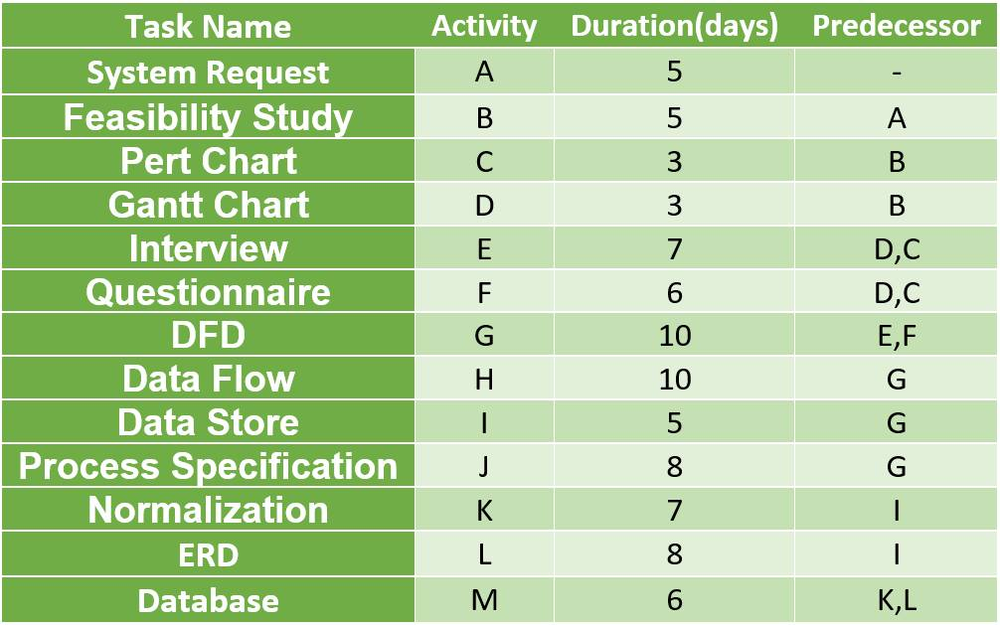 Task Name Activity Duration(days) Predecessor
System Request A 5 -
Feasibility Study B 5 A
Pert Chart C 3 B
Gantt Chart D 3 B
Interview E 7 D,C
Questionnaire F 6 D,C
DFD G 10 E,F
Data Flow H 10 G
Data Store I 5 G
Process Specification J 8 G
Normalization K 7 I
ERD L 8 I
Database M 6 K,L